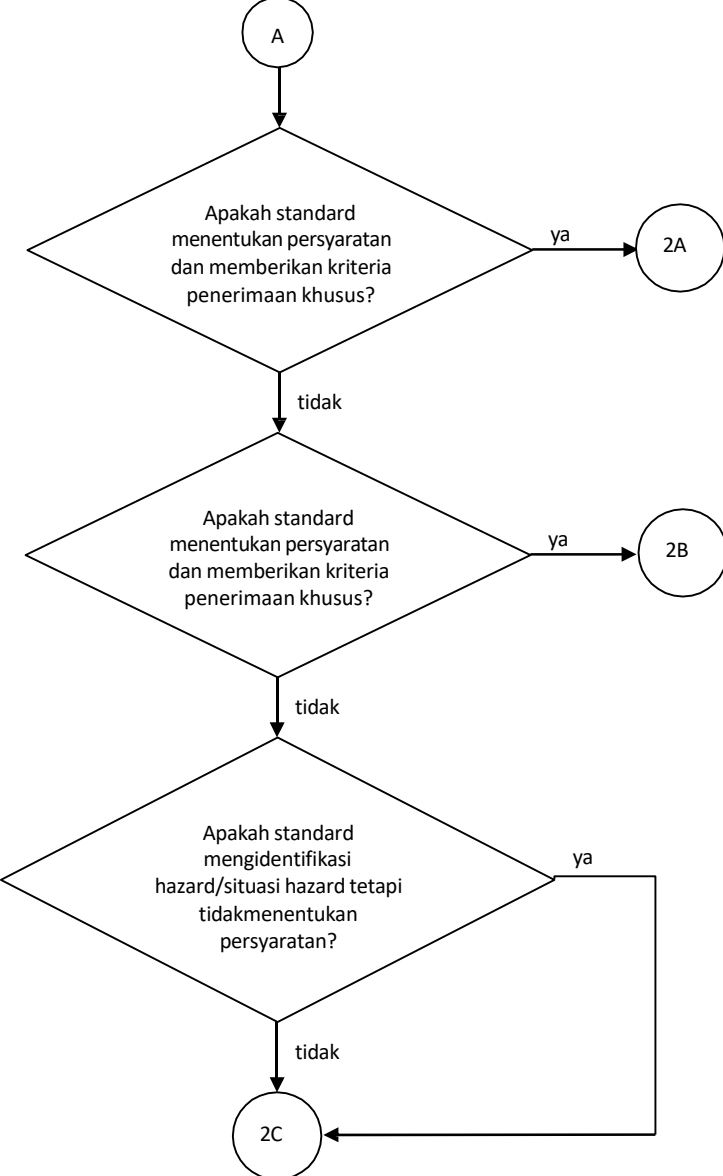 A
Apakah standard
menentukan persyaratan
dan memberikan kriteria
penerimaan khusus?
ya
2A
tidak
Apakah standard
menentukan persyaratan
dan memberikan kriteria
penerimaan khusus?
ya
2B
tidak
Apakah standard
mengidentifikasi
hazard/situasi hazard tetapi
tidakmenentukan
persyaratan?
ya
tidak
2C